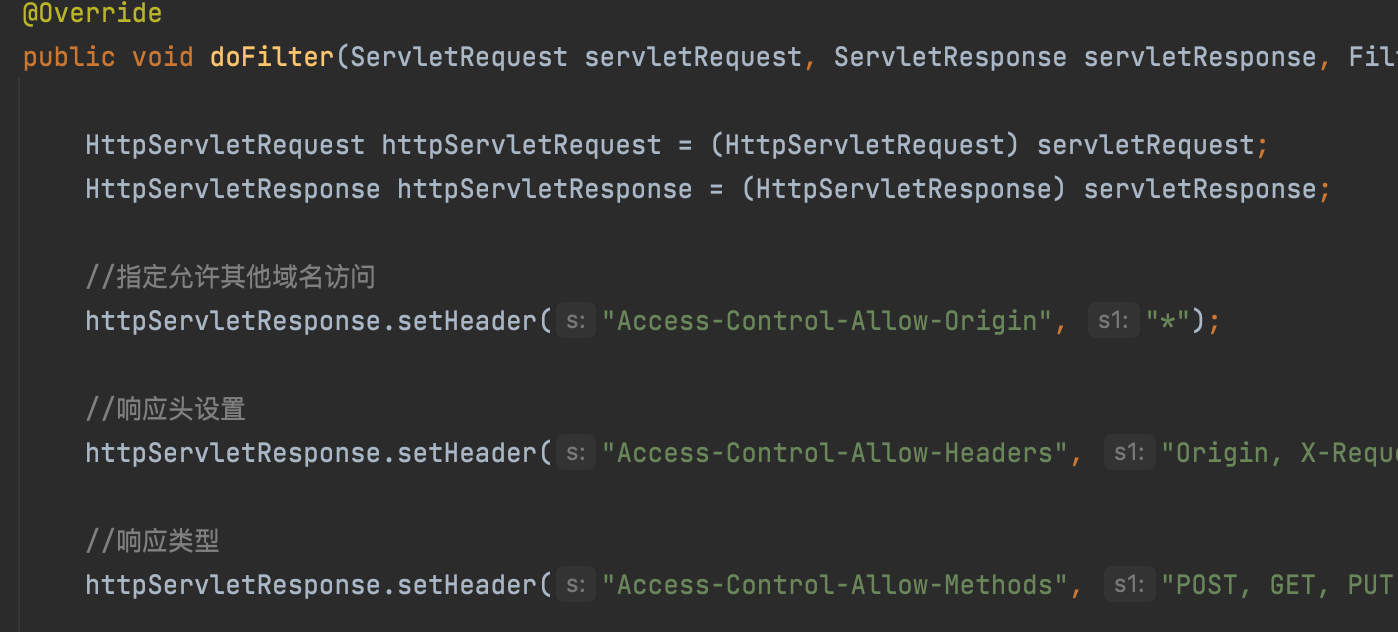 @Override
public void doFilter(ServletRequest servletRequest, ServletResponse servletResponse, Fil
HttpServletRequest httpServletRequest = (HttpServletRequest) servletRequest;
HttpServletResponse httpServletResponse = (HttpServletResponse) servletResponse;
//指定允许其他域名访问
httpServletResponse.setHeader( s: "Access-Control-Allow-Origin", s1: "*");
//响应头设置
httpServletResponse.setHeader( s: "Access-Control-Allow-Headers", s1: "Origin, X-Requ
//响应类型
httpServletResponse.setHeader( s: "Access-Control-Allow-Methods", s1: "POST, GET, PUT